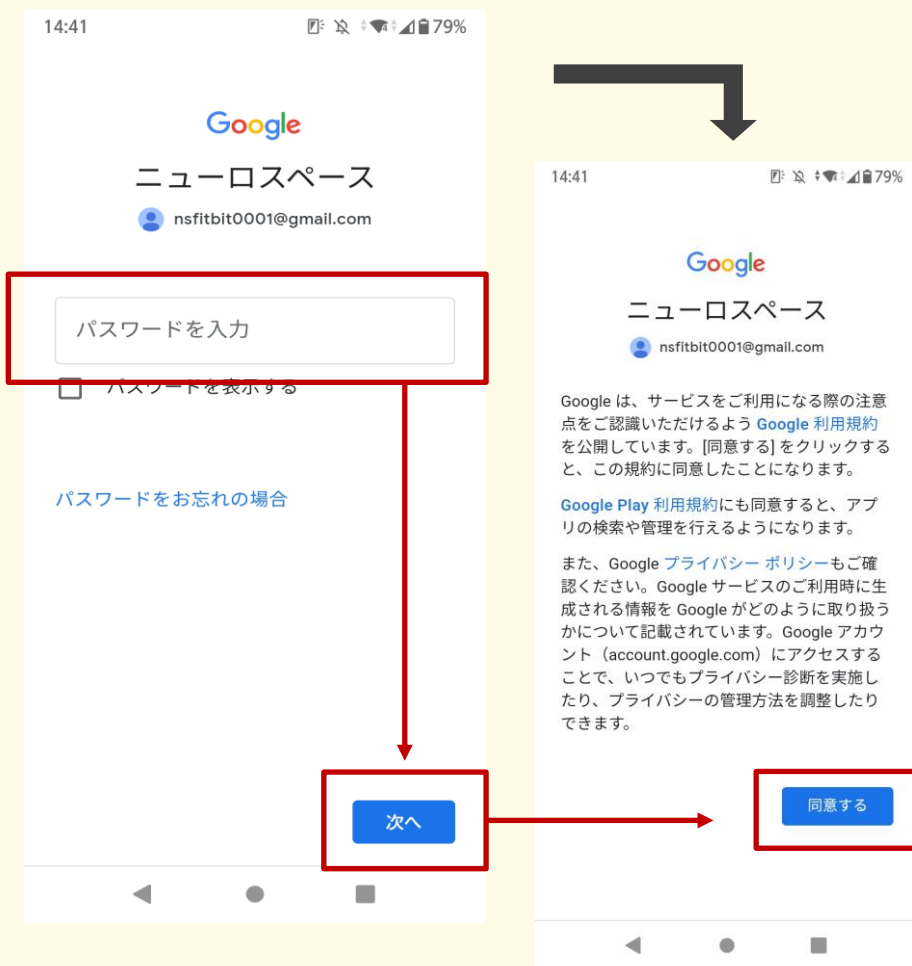 14:41
79%
Google
ニューロスペース
nsfitbit0001@gmail.com
パスワードを入力
パスワードを表示する
パスワードをお忘れの場合
次へ
14:41
79%
Google
ニューロスペース
nsfitbit0001@gmail.com
Google は、サービスをご利用になる際の注意
点をご認識いただけるよう Google 利用規約
を公開しています。[同意する] をクリックする
と、この規約に同意したことになります。
Google Play 利用規約にも同意すると、アプ
リの検索や管理を行えるようになります。
また、Google プライバシー ポリシーもご確
認ください。Google サービスのご利用時に生
成される情報を Google がどのように取り扱う
かについて記載されています。Google アカウ
ント（account.google.com）にアクセスする
ことで、いつでもプライバシー診断を実施し
たり、プライバシーの管理方法を調整したり
できます。
同意する